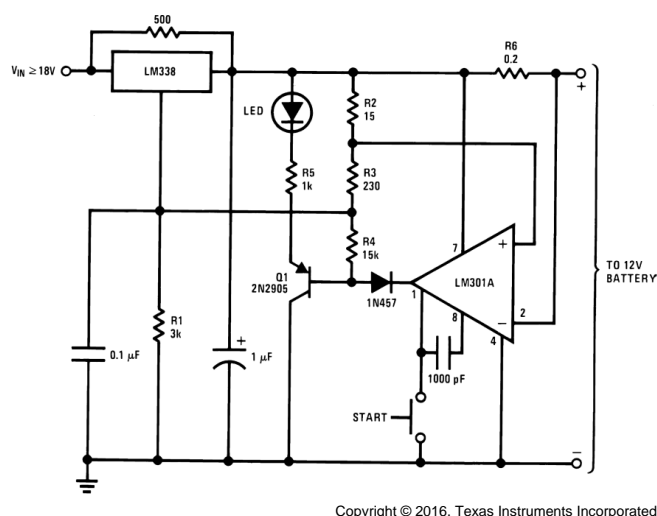 500
V_IN ≥ 18V
LM338
R6
0.2
+
LED
R2
15
R5
1k
R3
230
R4
15k
7
+
LM301A
TO 12V
BATTERY
Q1
2N2905
1N457
1
8
− 2
4
R1
3k
0.1 μF
+
1 μF
1000 pF
START
−
Copyright © 2016, Texas Instruments Incorporated